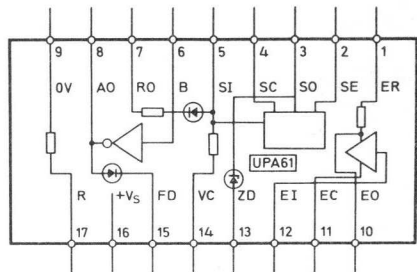 9 8 7 6 5 4 3 2 1
0V AO RO B SI SC SO SE ER
UPA61
R +VS FD VC ZD EI EC EO
17 16 15 14 13 12 11 10